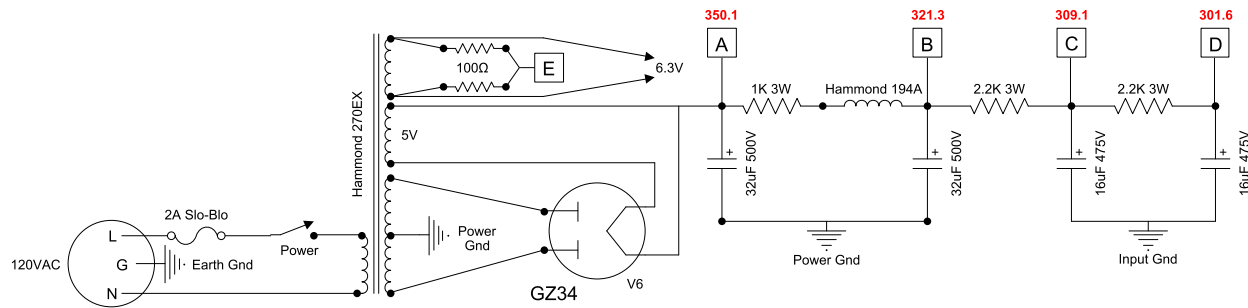 350.1
321.3
309.1
301.6
A
B
C
D
100Ω
E
6.3V
1K 3W
Hammond 194A
2.2K 3W
2.2K 3W
Hammond 270EX
5V
+
32uF 500V
+
32uF 500V
+
16uF 475V
+
16uF 475V
2A Slo-Blo
L
Power
Power
Gnd
120VAC
G
Earth Gnd
Power Gnd
Input Gnd
N
V6
GZ34